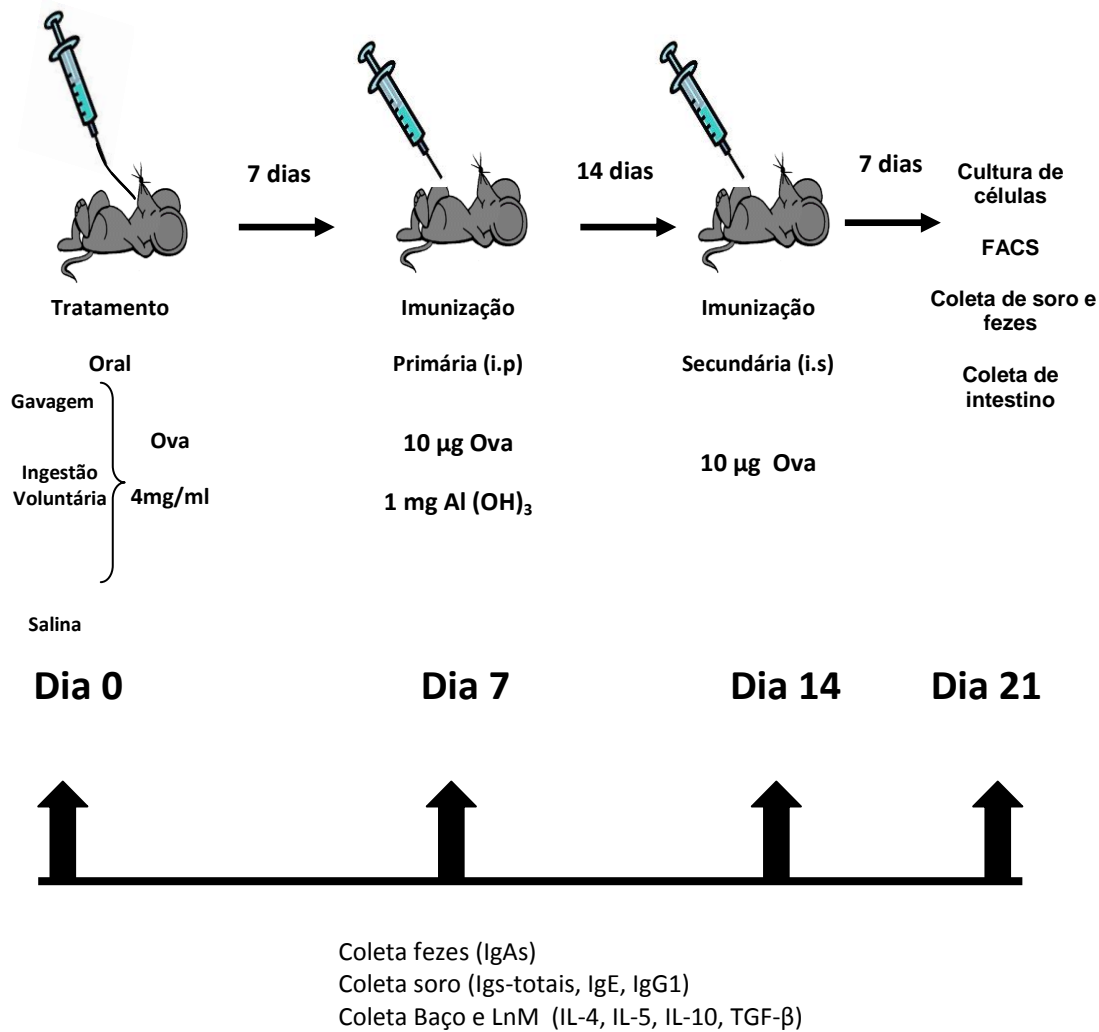 7 dias
14 dias
7 dias
Tratamento
Oral
Gavagem
Ingestão
Voluntária
Ova
4mg/ml
Salina
Imunização
Primária (i.p)
10 µg Ova
1 mg Al (OH)₃
Imunização
Secundária (i.s)
10 µg Ova
Cultura de
células
FACS
Coleta de soro e
fezes
Coleta de
intestino
Dia 0
Dia 7
Dia 14
Dia 21
Coleta fezes (IgAs)
Coleta soro (Igs-totais, IgE, IgG1)
Coleta Baço e LnM (IL-4, IL-5, IL-10, TGF-β)